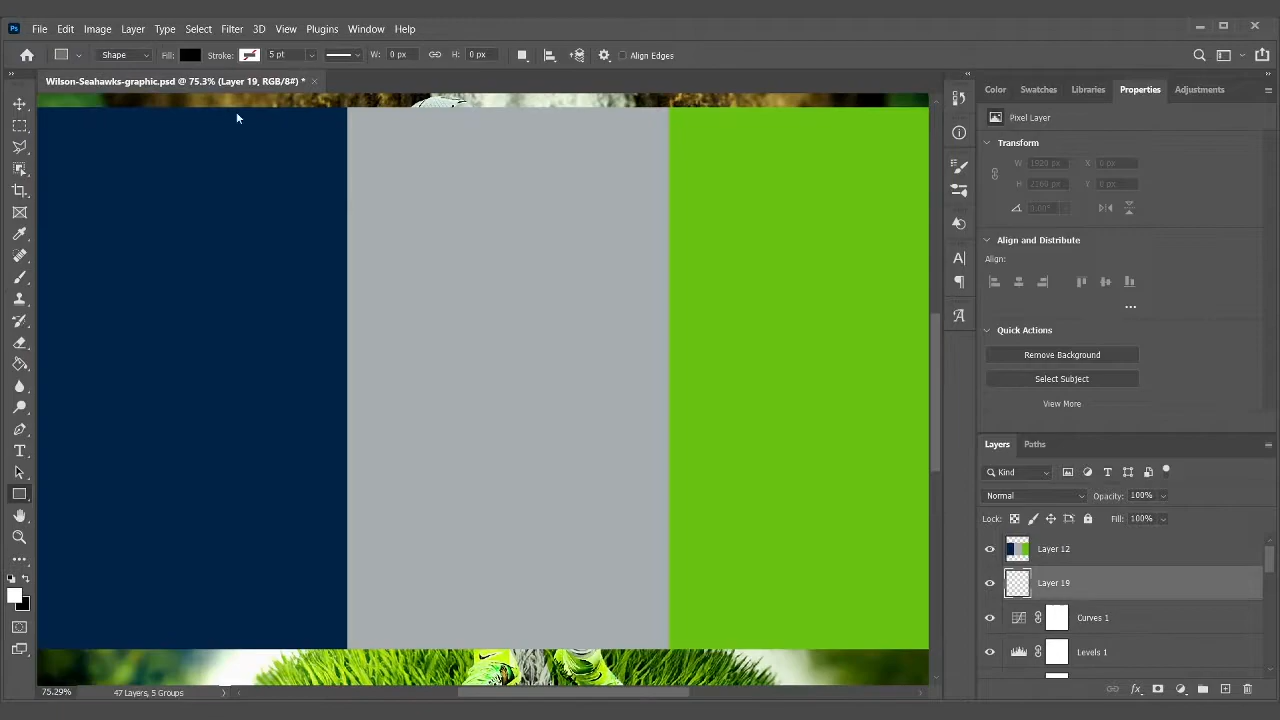 Ps File Edit Image Layer Type Select Filter 3D View Plugins Window Help
Shape Fill: Stroke: 5 pt W: 0 px H: 0 px Align Edges
Wilson-Seahawks-graphic.psd @ 75.3% (Layer 19, RGB/8#) *
Color Swatches Libraries Properties Adjustments
Pixel Layer
Transform
W 1920 px X 0 px
H 2160 px Y 0 px
Align and Distribute
Align:
Quick Actions
Remove Background
Select Subject
View More
Layers Paths
Kind
Normal Opacity: 100%
Lock: Fill: 100%
Layer 12
Layer 19
Curves 1
Levels 1
75.29% 47 Layers, 5 Groups